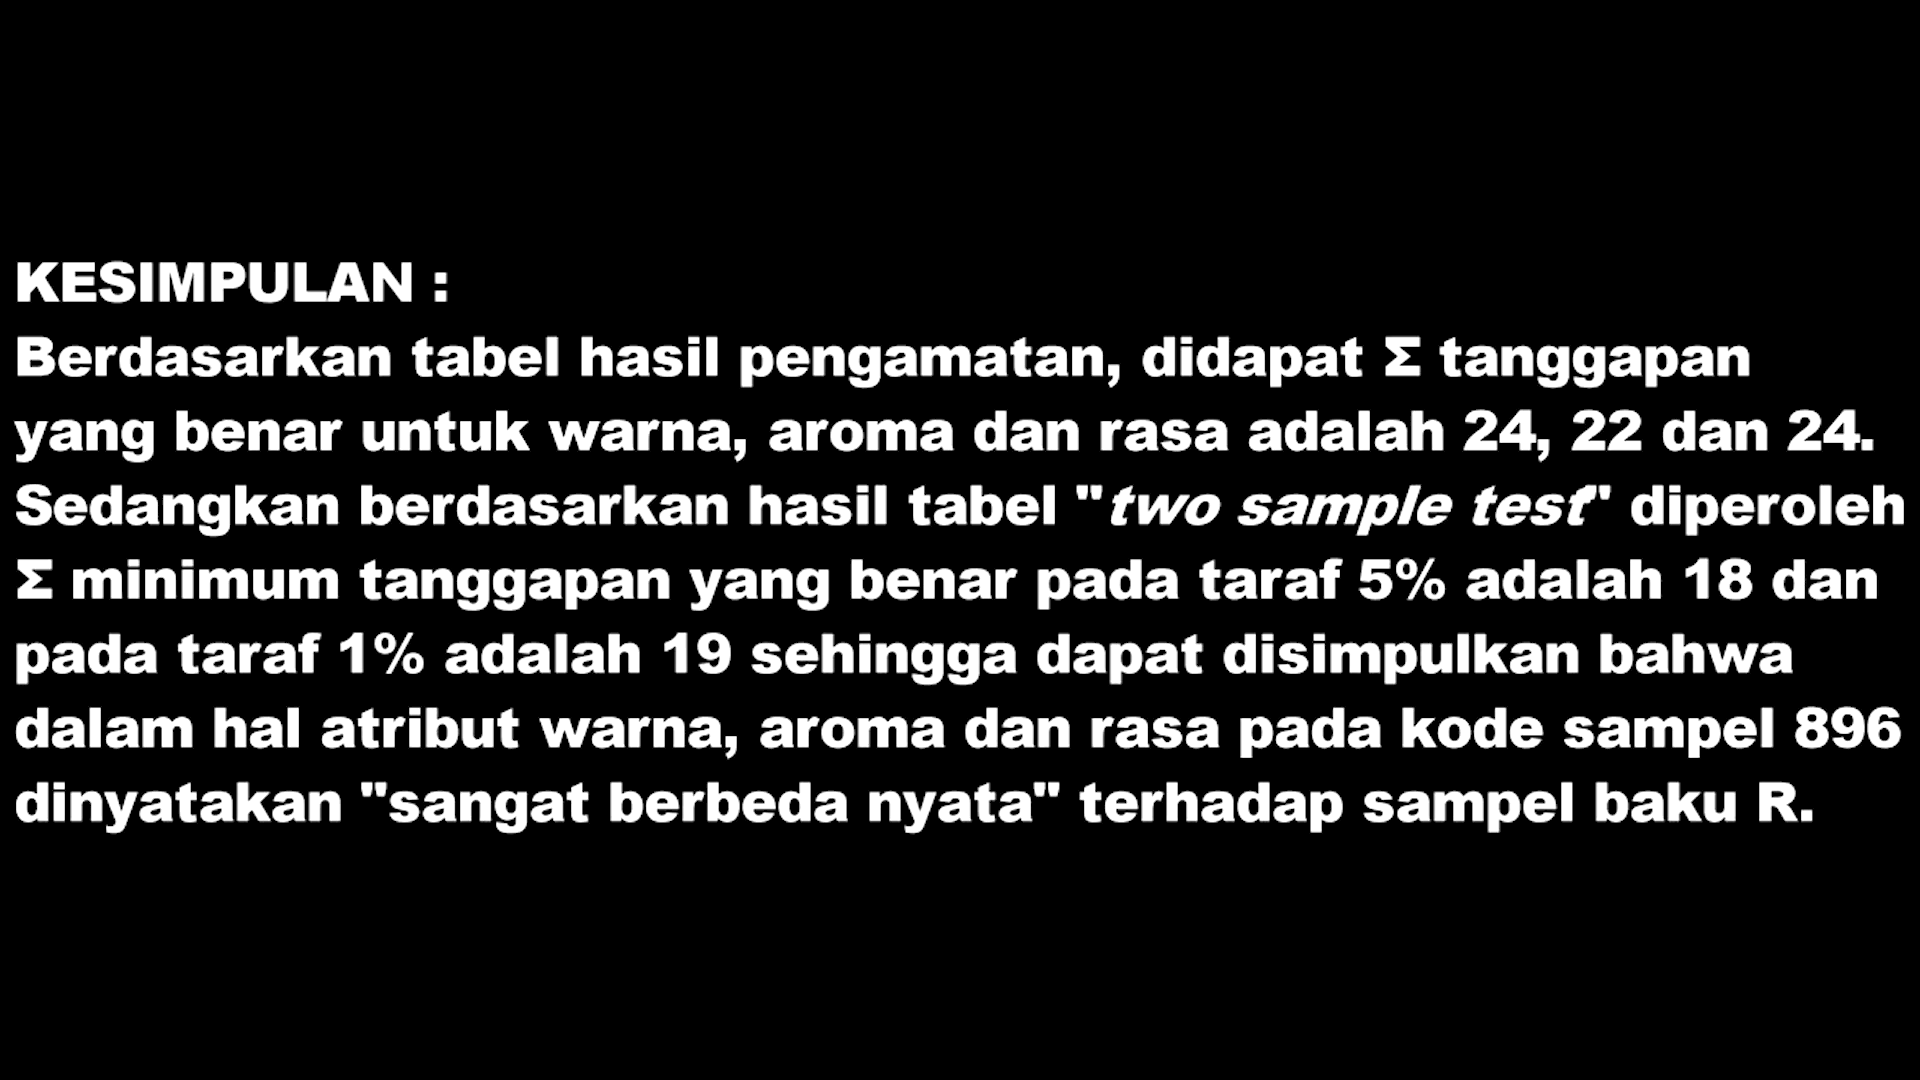 KESIMPULAN :
Berdasarkan tabel hasil pengamatan, didapat Σ tanggapan
yang benar untuk warna, aroma dan rasa adalah 24, 22 dan 24.
Sedangkan berdasarkan hasil tabel "two sample test" diperoleh
Σ minimum tanggapan yang benar pada taraf 5% adalah 18 dan
pada taraf 1% adalah 19 sehingga dapat disimpulkan bahwa
dalam hal atribut warna, aroma dan rasa pada kode sampel 896
dinyatakan "sangat berbeda nyata" terhadap sampel baku R.